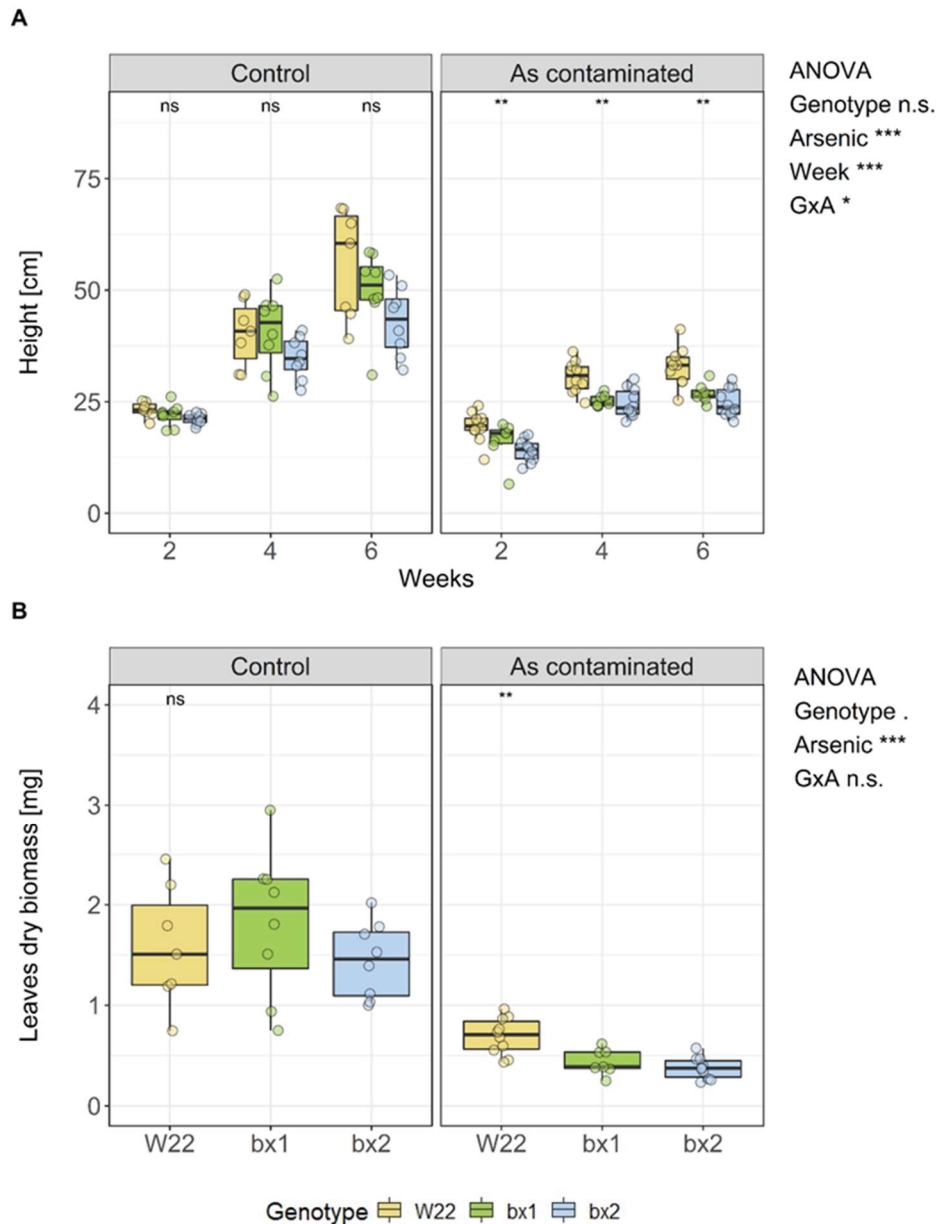 A
Control As contaminated
ns ns ns ** ** **
ANOVA
Genotype n.s.
Arsenic ***
Week ***
GxA *
Height [cm]
75
50
25
0
2 4 6 2 4 6
Weeks
B
Control As contaminated
ns **
ANOVA
Genotype .
Arsenic ***
GxA n.s.
Leaves dry biomass [mg]
4
3
2
1
0
W22 bx1 bx2 W22 bx1 bx2
Genotype W22 bx1 bx2